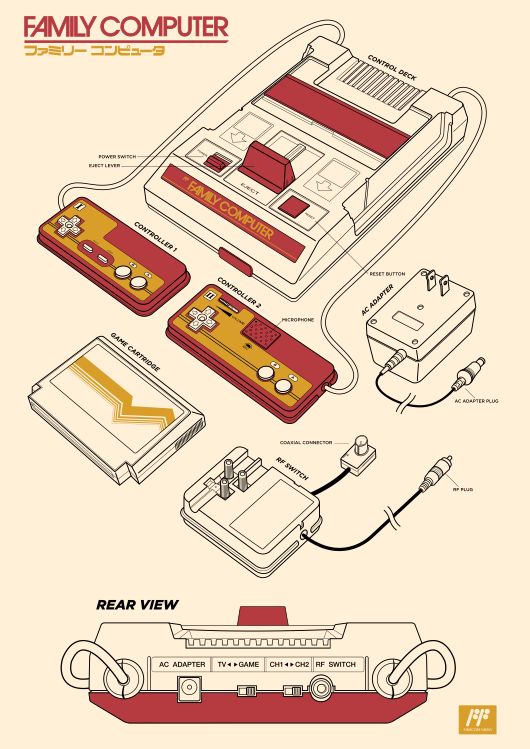 FAMILY COMPUTER
ファミリー コンピュータ
CONTROL DECK
POWER SWITCH
EJECT LEVER
EJECT
RESET
FAMILY COMPUTER
I
CONTROLLER 1
RESET BUTTON
CONTROLLER 2
II
AC ADAPTER
MICROPHONE
GAME CARTRIDGE
AC ADAPTER PLUG
COAXIAL CONNECTOR
RF SWITCH
RF PLUG
REAR VIEW
AC ADAPTER TV◄►GAME CH1◄►CH2 RF SWITCH